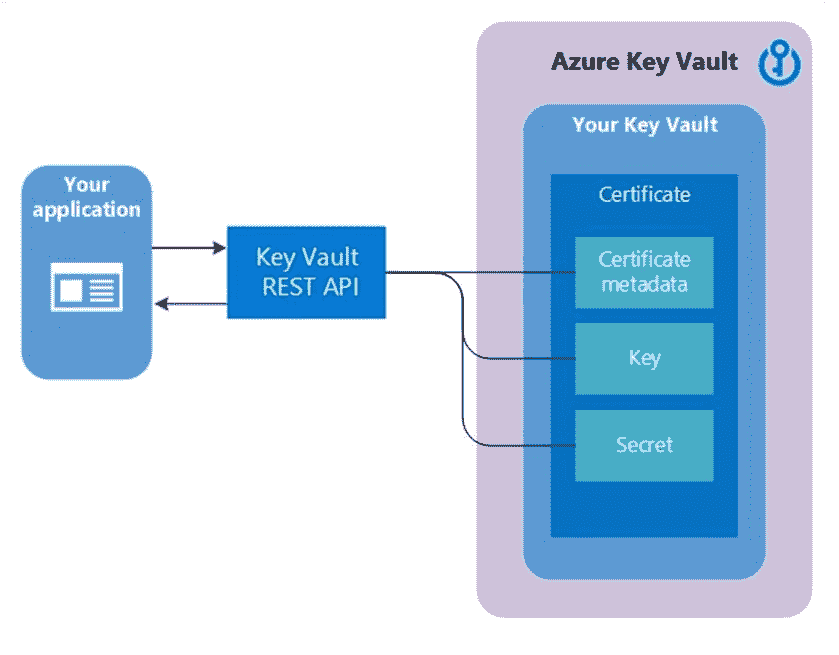 Azure Key Vault
Your Key Vault
Your
application
Certificate
Key Vault
REST API
Certificate
metadata
Key
Secret